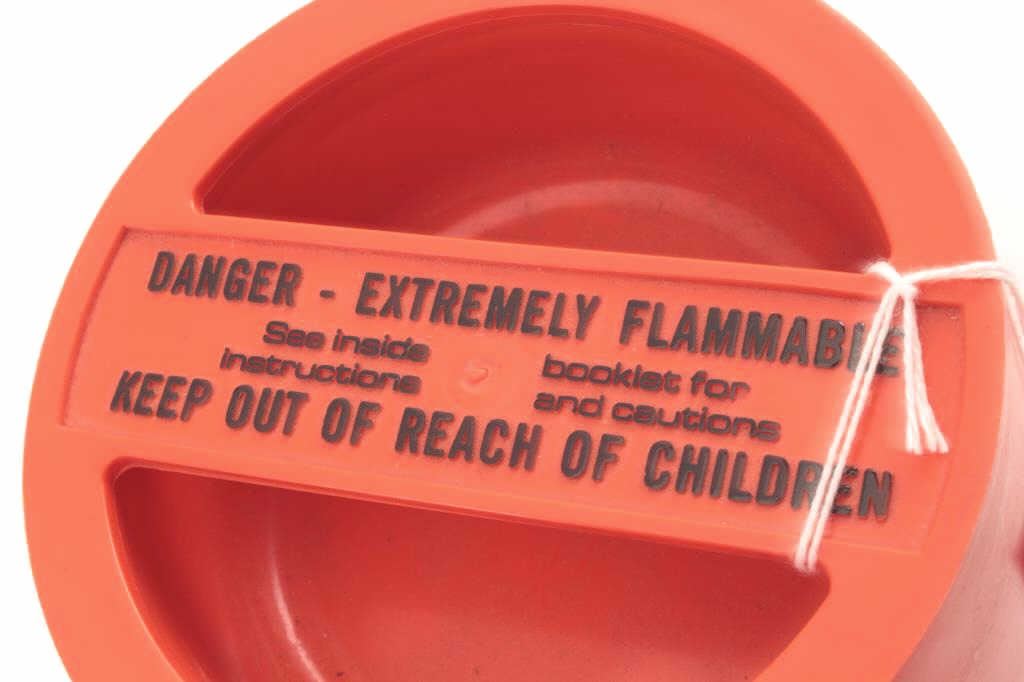 DANGER - EXTREMELY FLAMMABLE
See inside booklet for
instructions and cautions
KEEP OUT OF REACH OF CHILDREN